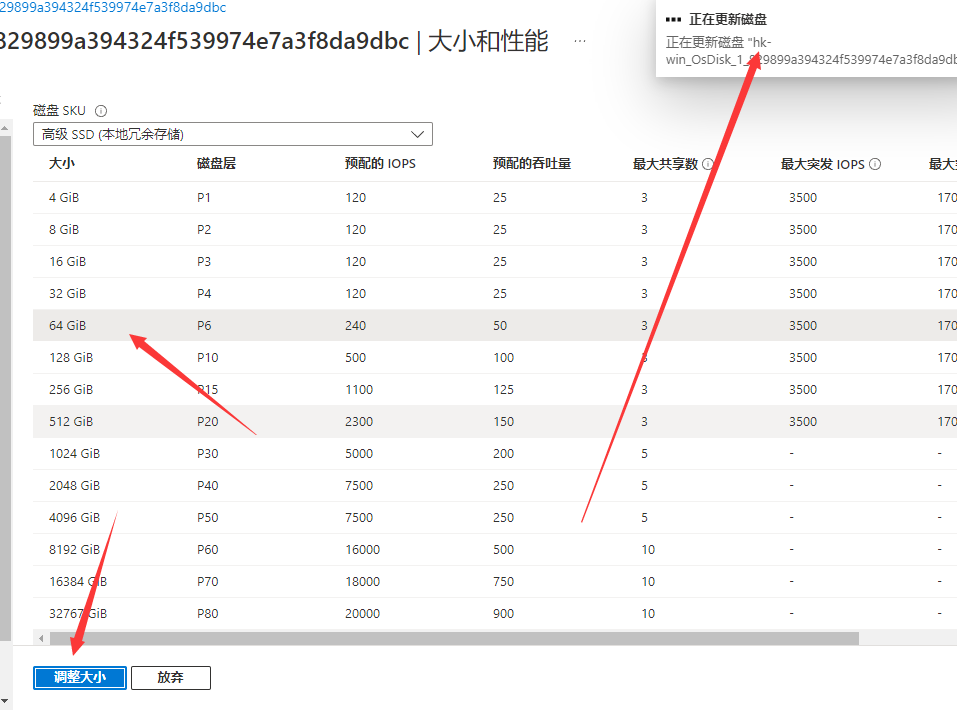 29899a394324f539974e7a3f8da9dbc
829899a394324f539974e7a3f8da9dbc | 大小和性能 ...
正在更新磁盘
正在更新磁盘 "hk-
win_OsDisk_1_829899a394324f539974e7a3f8da9db
磁盘 SKU
高级 SSD (本地冗余存储)
大小 磁盘层 预配的 IOPS 预配的吞吐量 最大共享数 最大突发 IOPS 最大
4 GiB P1 120 25 3 3500 170
8 GiB P2 120 25 3 3500 170
16 GiB P3 120 25 3 3500 170
32 GiB P4 120 25 3 3500 170
64 GiB P6 240 50 3 3500 170
128 GiB P10 500 100 3 3500 170
256 GiB P15 1100 125 3 3500 170
512 GiB P20 2300 150 3 3500 170
1024 GiB P30 5000 200 5 - -
2048 GiB P40 7500 250 5 - -
4096 GiB P50 7500 250 5 - -
8192 GiB P60 16000 500 10 - -
16384 GiB P70 18000 750 10 - -
32767 GiB P80 20000 900 10 - -
调整大小 放弃